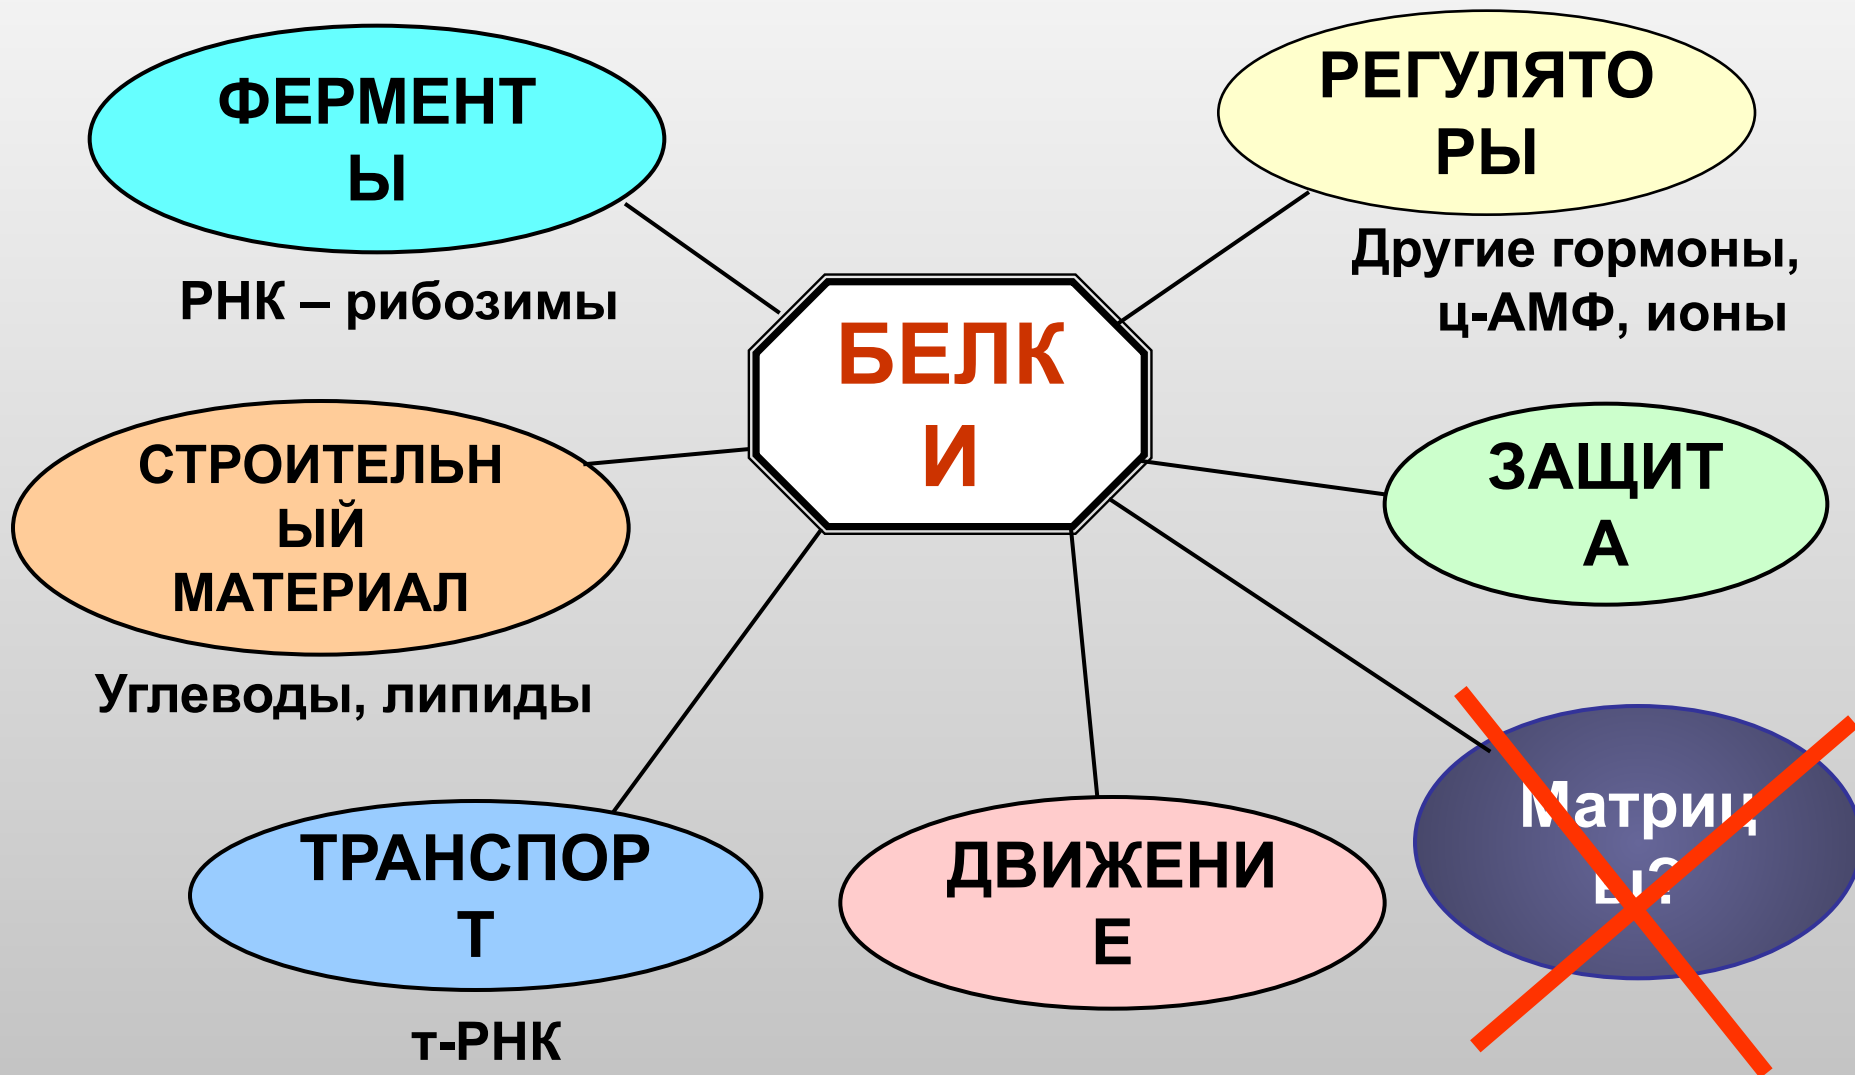 ФЕРМЕНТ
Ы
РНК – рибозимы
РЕГУЛЯТО
РЫ
Другие гормоны,
ц-АМФ, ионы
БЕЛК
И
СТРОИТЕЛЬН
ЫЙ
МАТЕРИАЛ
Углеводы, липиды
ЗАЩИТ
А
ТРАНСПОР
Т
т-РНК
ДВИЖЕНИ
Е
Матриц
ы?